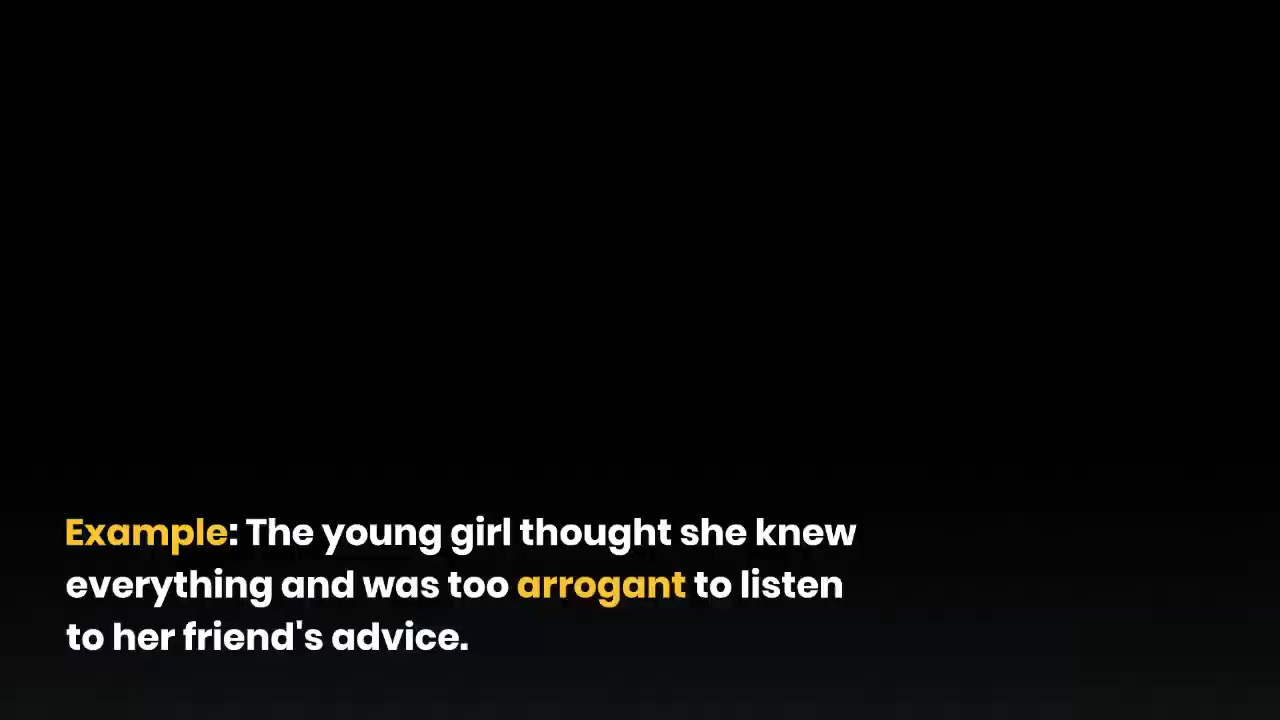 Example: The young girl thought she knew
everything and was too arrogant to listen
to her friend's advice.